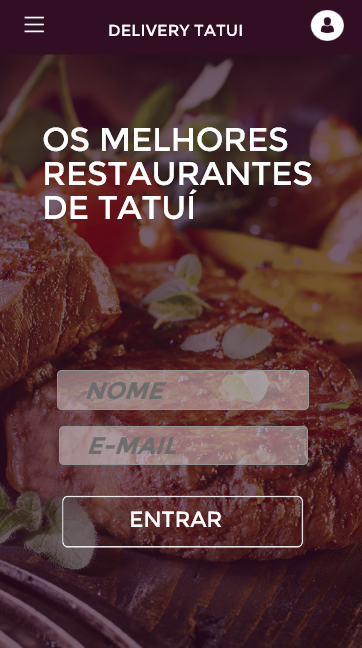 DELIVERY TATUI
OS MELHORES
RESTAURANTES
DE TATUÍ
NOME
E-MAIL
ENTRAR